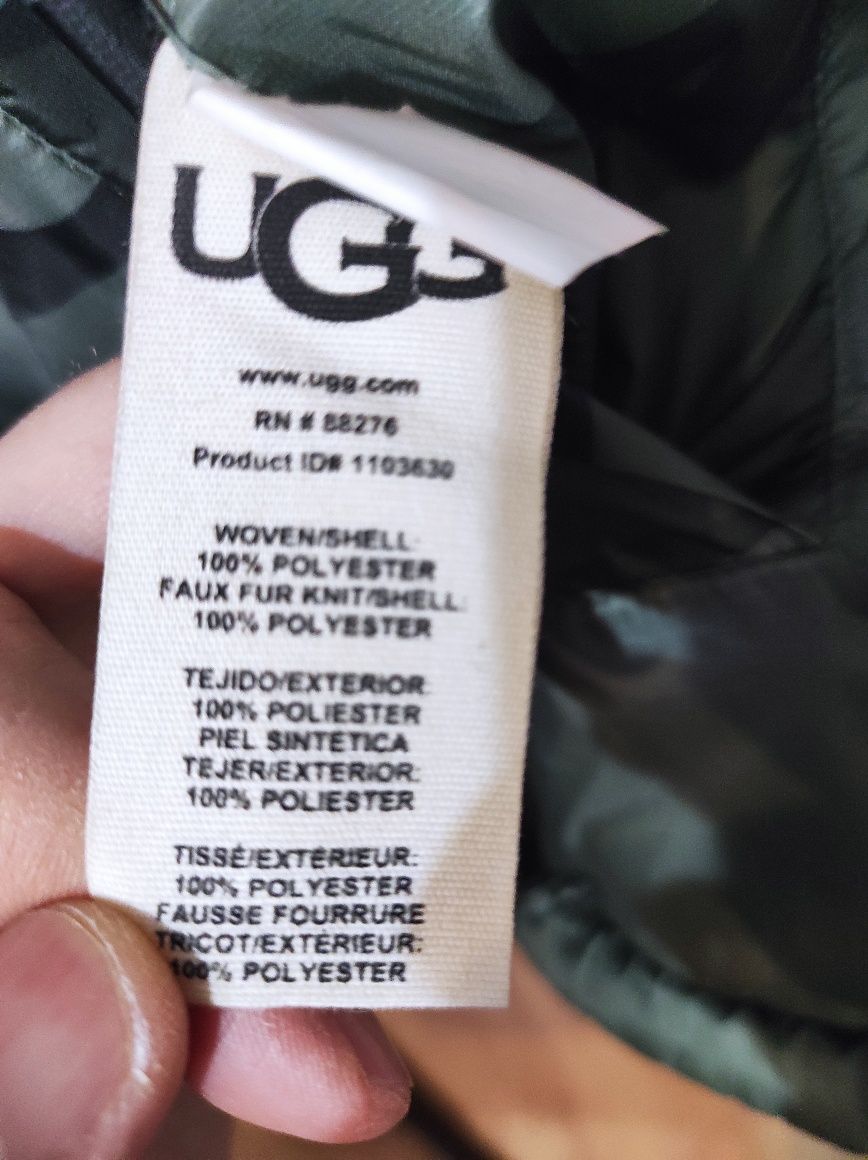 UGG
www.ugg.com
RN # 88276
Product ID# 1103630
WOVEN/SHELL:
100% POLYESTER
FAUX FUR KNIT/SHELL:
100% POLYESTER
TEJIDO/EXTERIOR:
100% POLIESTER
PIEL SINTETICA
TEJER/EXTERIOR:
100% POLIESTER
TISSÉ/EXTÉRIEUR:
100% POLYESTER
FAUSSE FOURRURE
TRICOT/EXTÉRIEUR:
100% POLYESTER